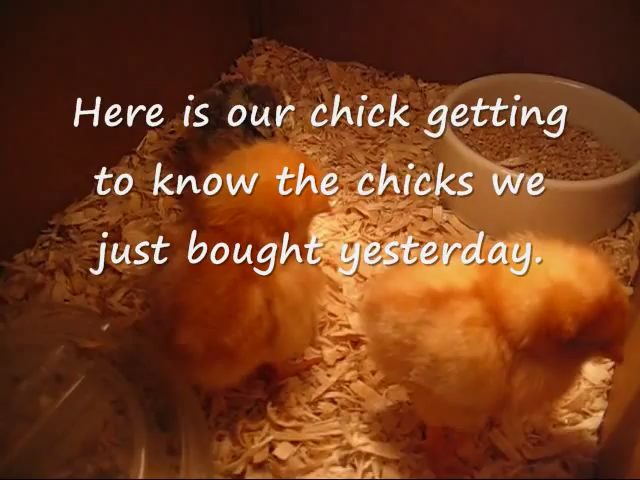 Here is our chick getting
to know the chicks we
just bought yesterday.